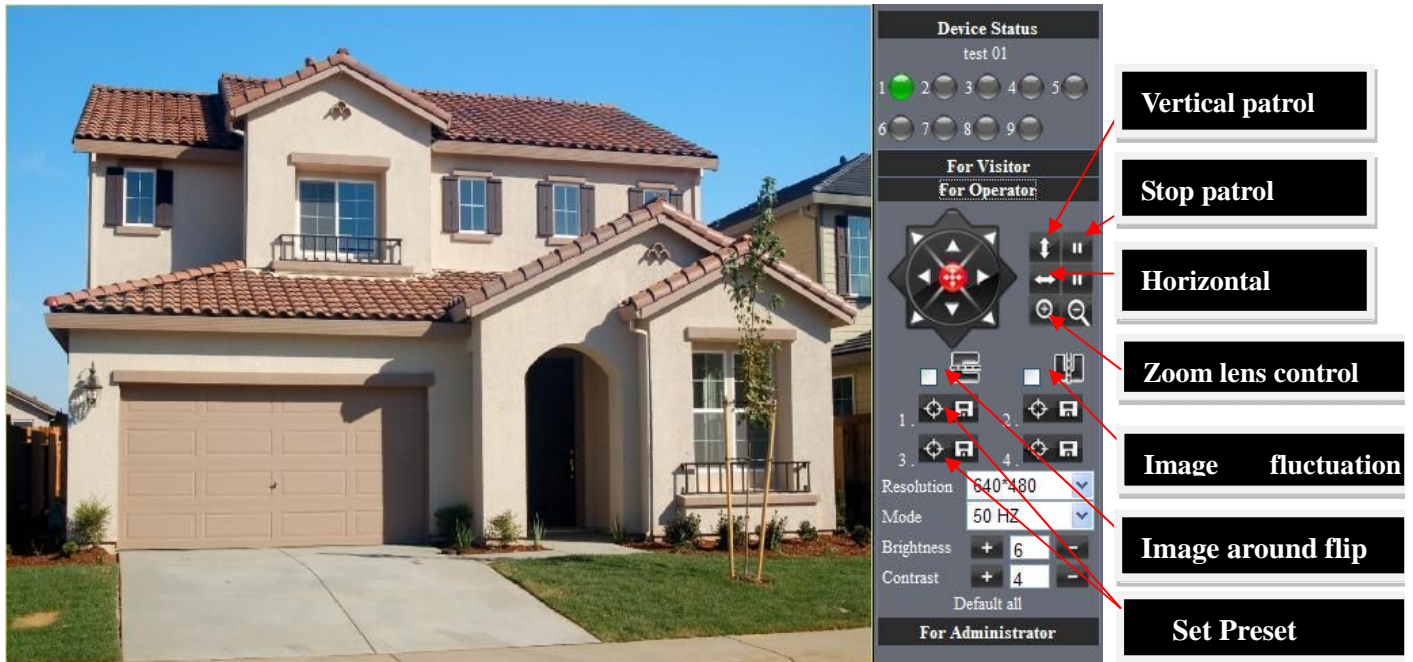 Device Status
test 01
1 2 3 4 5
6 7 8 9
For Visitor
For Operator
1 . 2 .
3 . 4 .
Resolution 640*480
Mode 50 HZ
Brightness + 6 -
Contrast + 4 -
Default all
For Administrator
Vertical patrol
Stop patrol
Horizontal
Zoom lens control
Image fluctuation
Image around flip
Set Preset